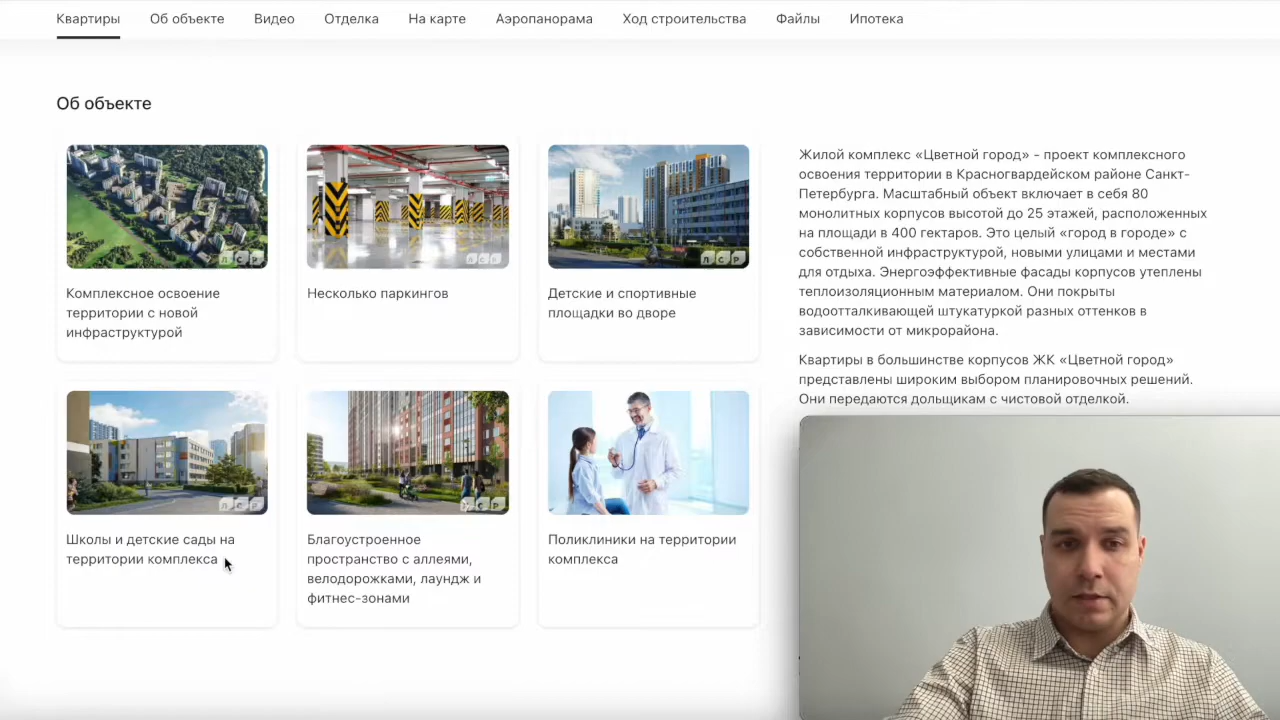 Квартиры
Об объекте
Видео
Отделка
На карте
Аэропанорама
Ход строительства
Файлы
Ипотека
Об объекте
ЛСР
Комплексное освоение
территории с новой
инфраструктурой
ЛСР
Несколько паркингов
ЛСР
Детские и спортивные
площадки во дворе
ЛСР
Школы и детские сады на
территории комплекса
ЛСР
Благоустроенное
пространство с аллеями,
велодорожками, лаундж и
фитнес-зонами
Поликлиники на территории
комплекса
Жилой комплекс «Цветной город» - проект комплексного
освоения территории в Красногвардейском районе Санкт-
Петербурга. Масштабный объект включает в себя 80
монолитных корпусов высотой до 25 этажей, расположенных
на площади в 400 гектаров. Это целый «город в городе» с
собственной инфраструктурой, новыми улицами и местами
для отдыха. Энергоэффективные фасады корпусов утеплены
теплоизоляционным материалом. Они покрыты
водоотталкивающей штукатуркой разных оттенков в
зависимости от микрорайона.
Квартиры в большинстве корпусов ЖК «Цветной город»
представлены широким выбором планировочных решений.
Они передаются дольщикам с чистовой отделкой.